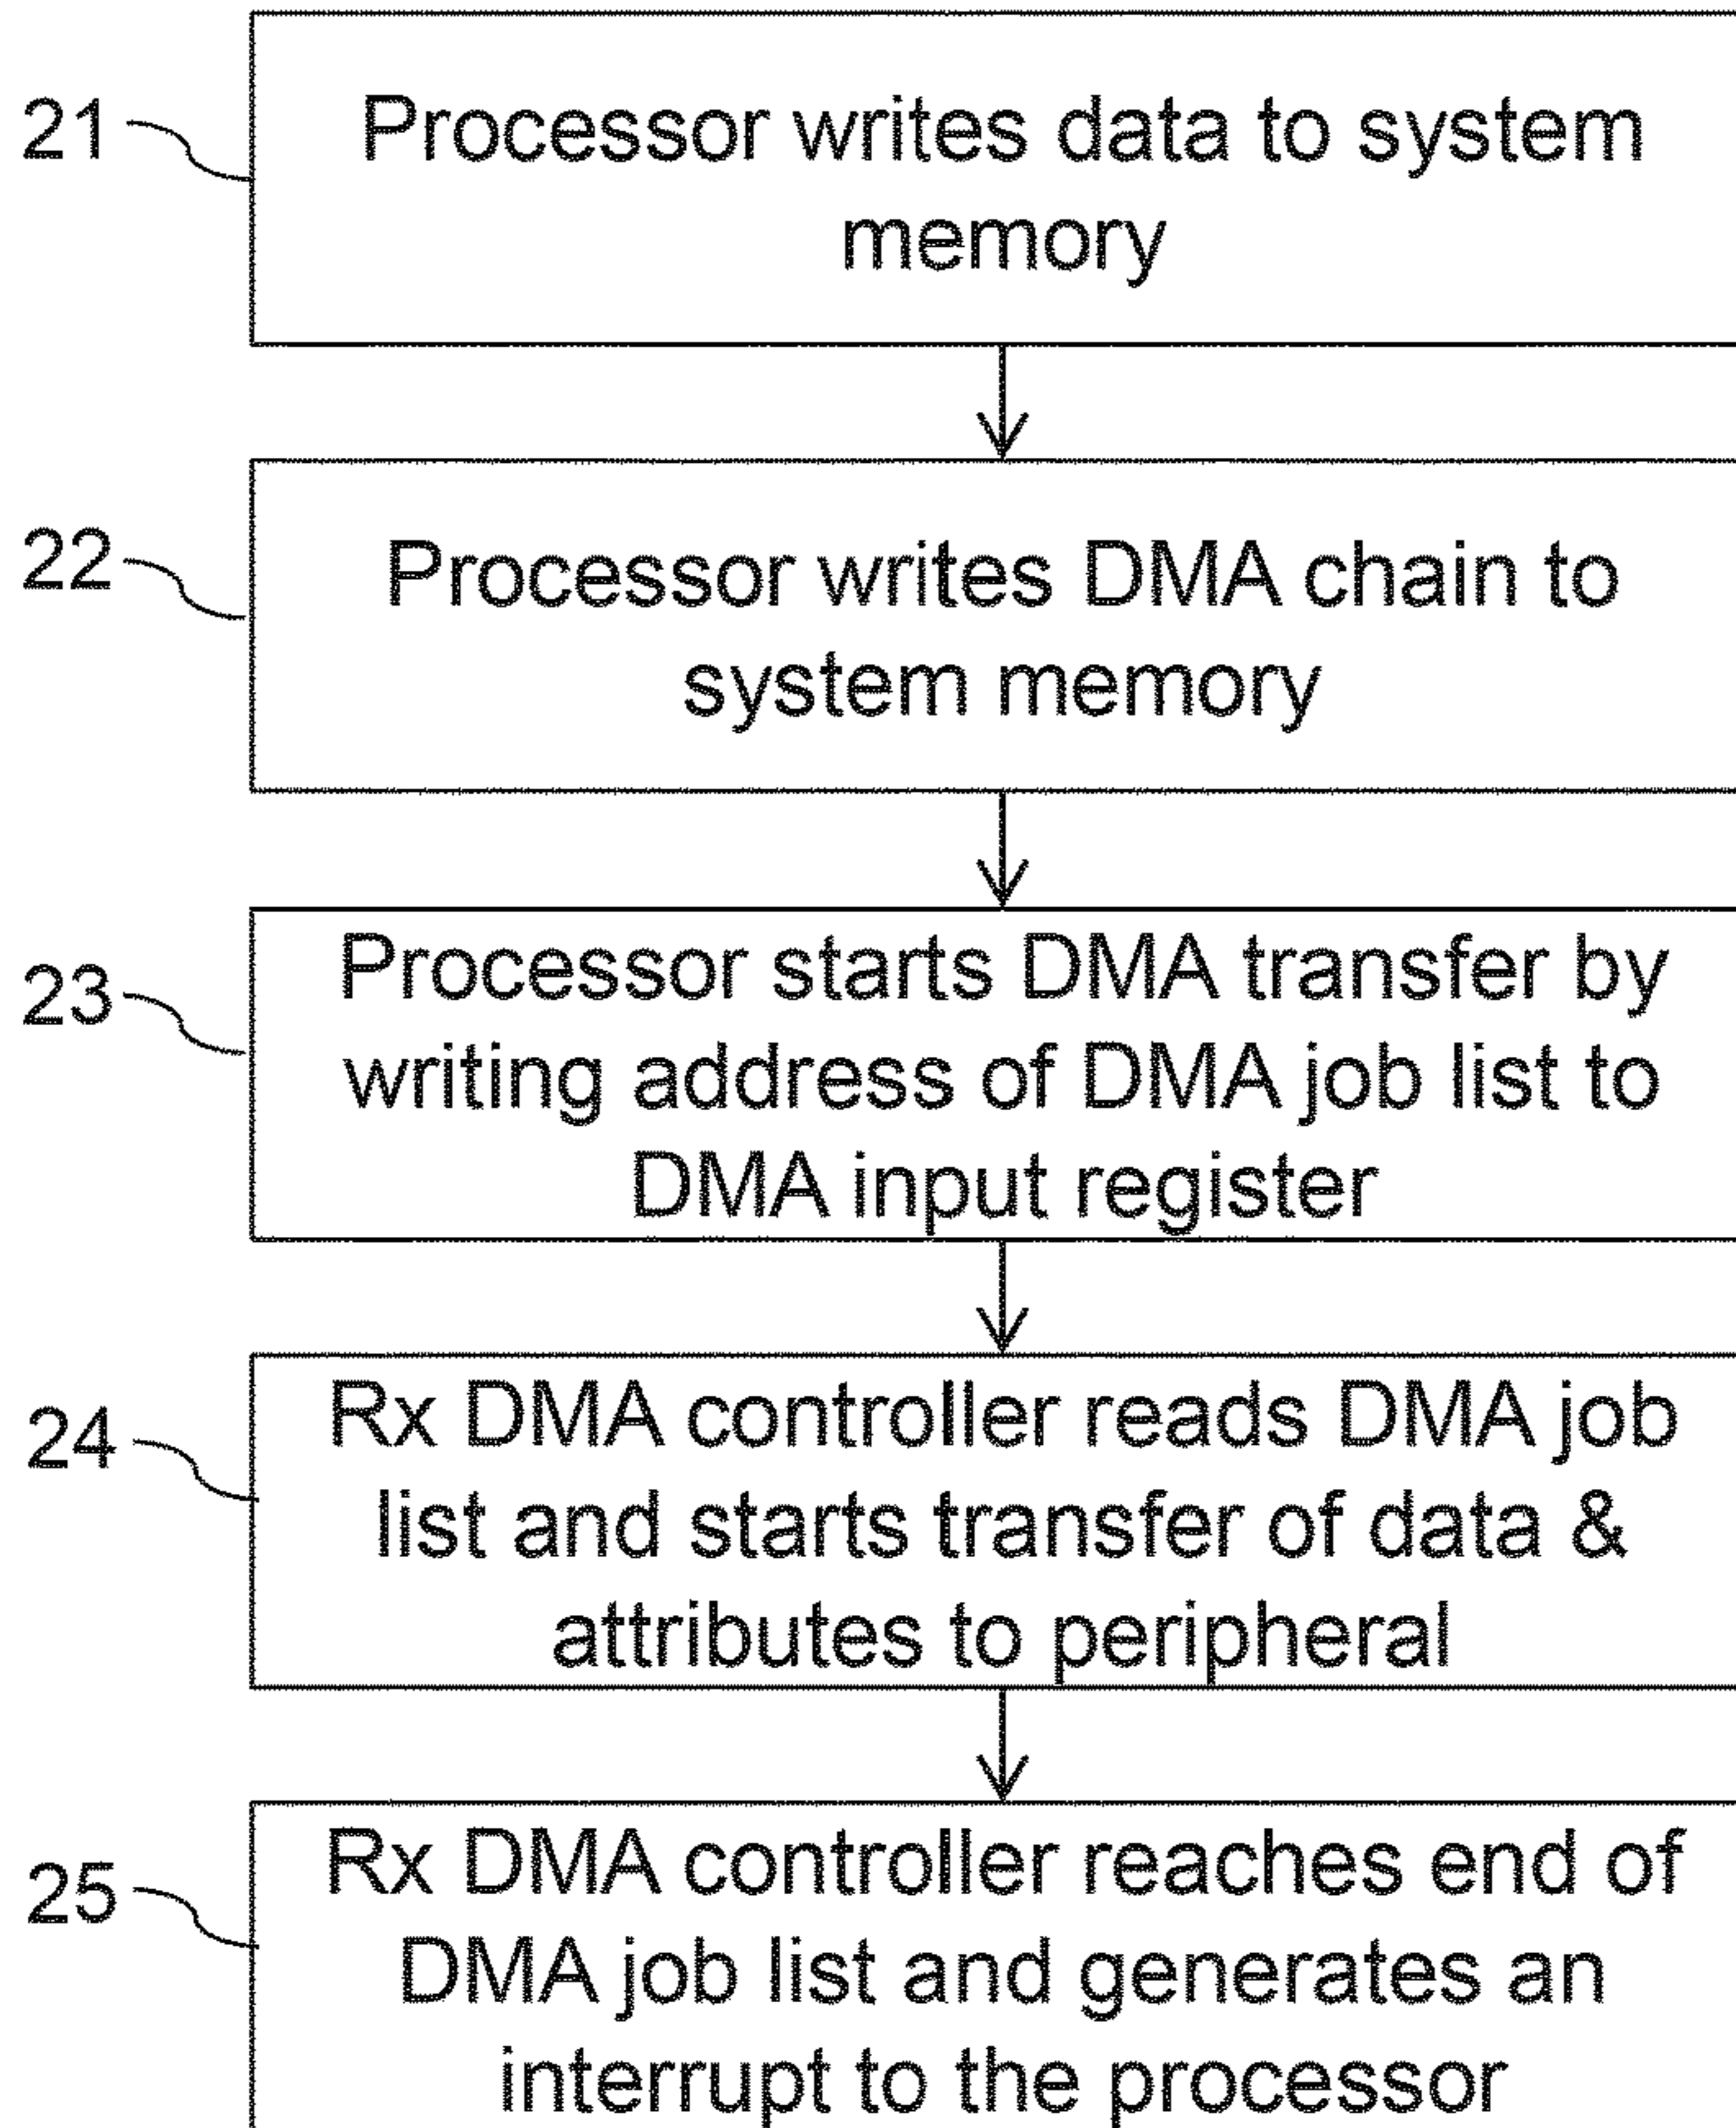 21
Processor writes data to system
memory
22
Processor writes DMA chain to
system memory
23
Processor starts DMA transfer by
writing address of DMA job list to
DMA input register
24
Rx DMA controller reads DMA job
list and starts transfer of data &
attributes to peripheral
25
Rx DMA controller reaches end of
DMA job list and generates an
interrupt to the processor